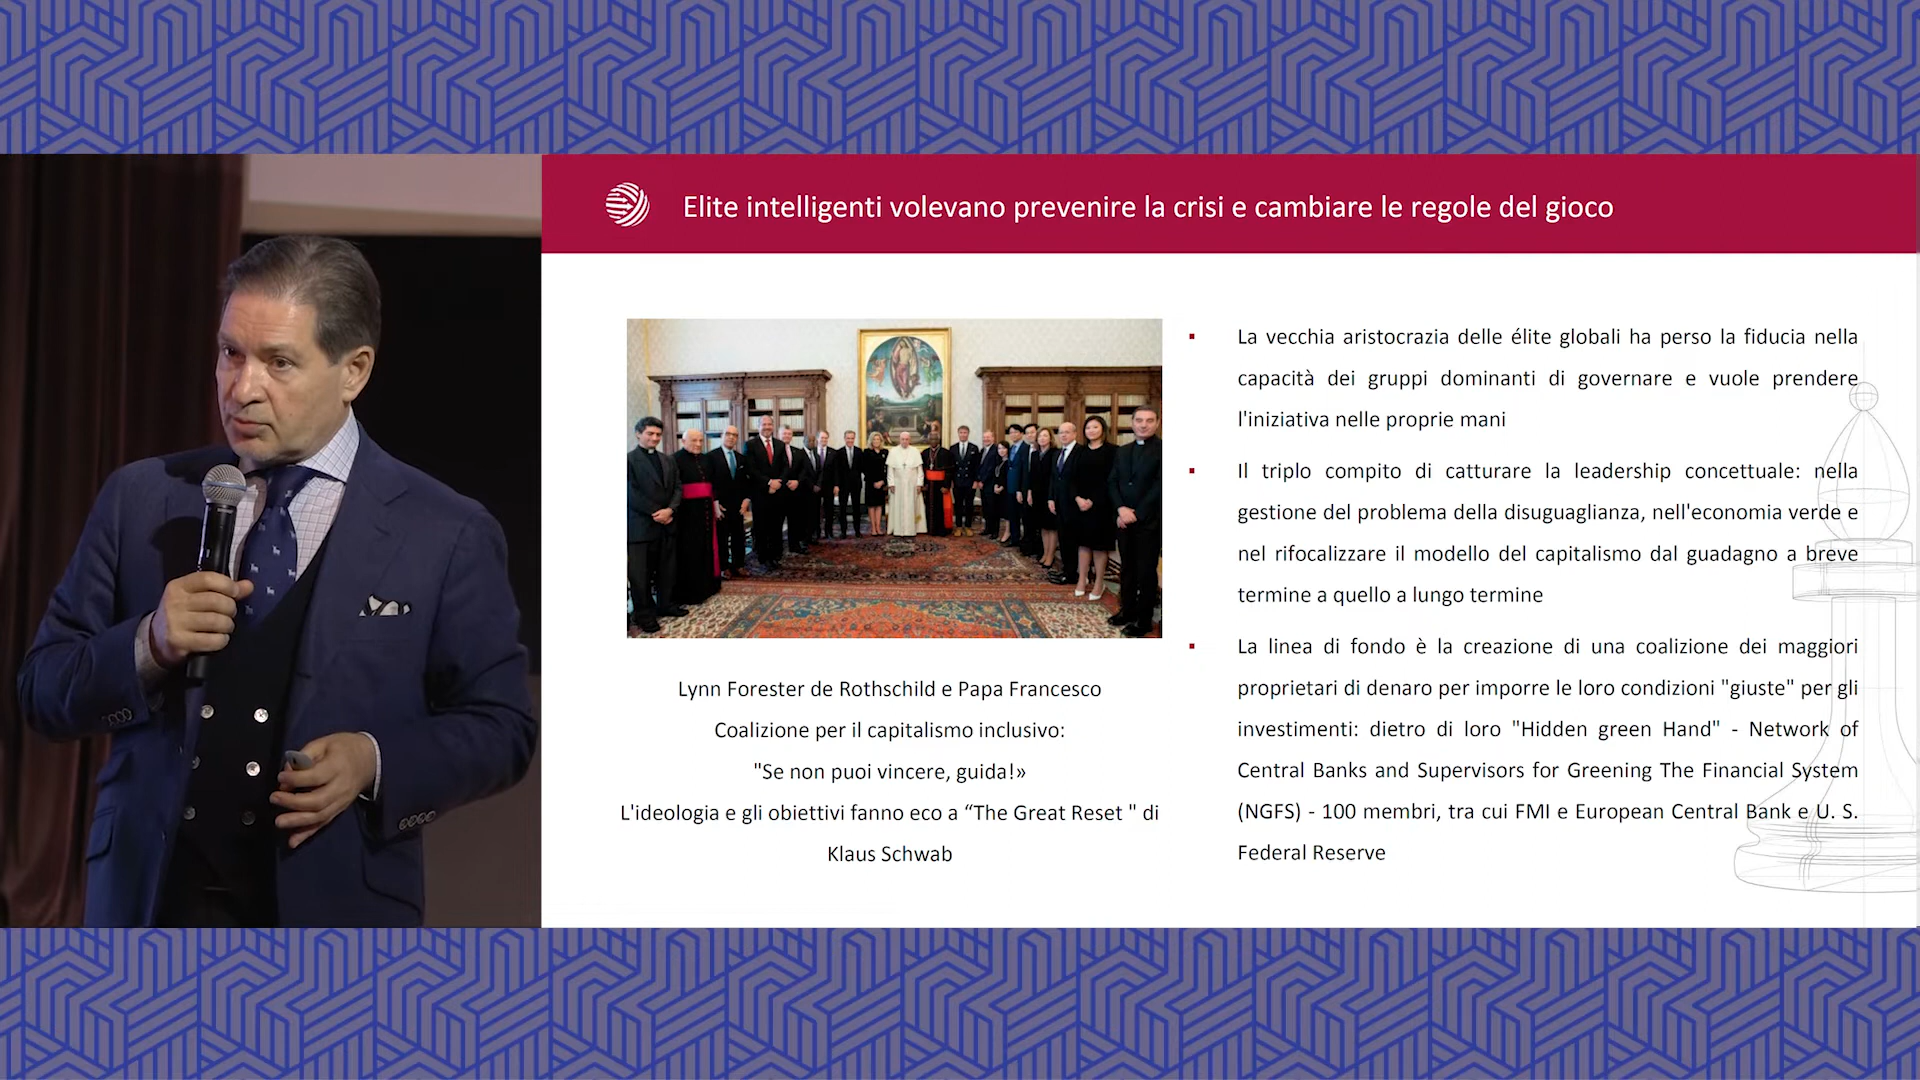 Elite intelligenti volevano prevenire la crisi e cambiare le regole del gioco
Lynn Forester de Rothschild e Papa Francesco
Coalizione per il capitalismo inclusivo:
"Se non puoi vincere, guida!»
L'ideologia e gli obiettivi fanno eco a “The Great Reset " di
Klaus Schwab
La vecchia aristocrazia delle élite globali ha perso la fiducia nella
capacità dei gruppi dominanti di governare e vuole prendere
l'iniziativa nelle proprie mani
Il triplo compito di catturare la leadership concettuale: nella
gestione del problema della disuguaglianza, nell'economia verde e
nel rifocalizzare il modello del capitalismo dal guadagno a breve
termine a quello a lungo termine
La linea di fondo è la creazione di una coalizione dei maggiori
proprietari di denaro per imporre le loro condizioni "giuste" per gli
investimenti: dietro di loro "Hidden green Hand" - Network of
Central Banks and Supervisors for Greening The Financial System
(NGFS) - 100 membri, tra cui FMI e European Central Bank e U. S.
Federal Reserve